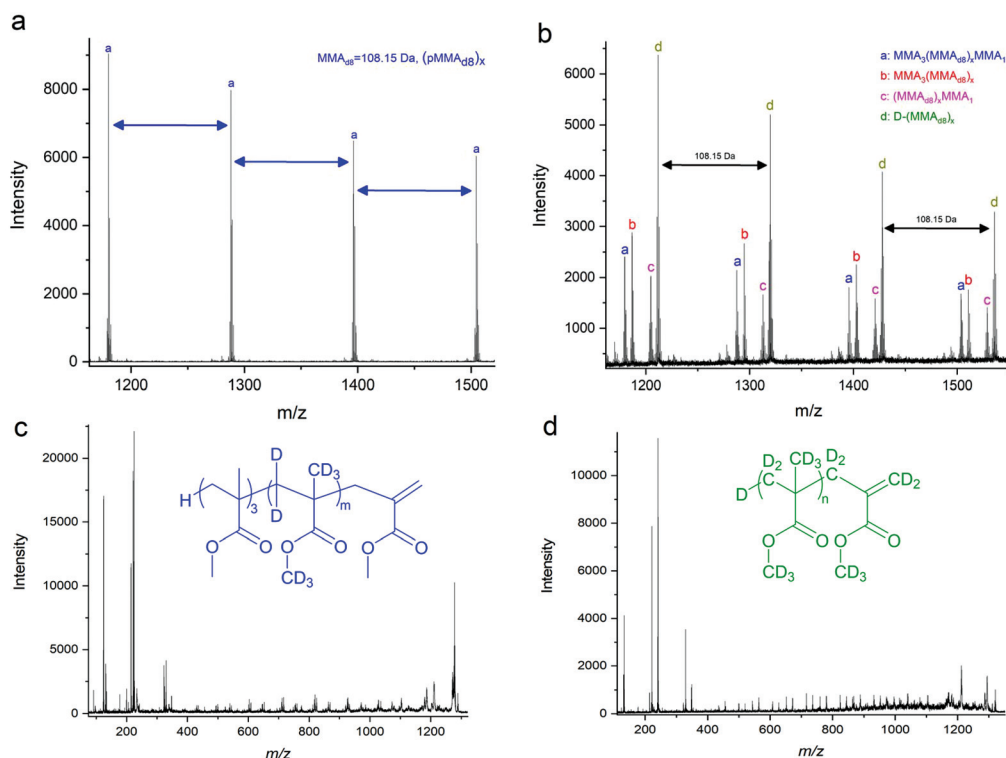 a
MMAd8=108.15 Da, (pMMAd8)x
a
a
a
a
Intensity
8000
6000
4000
2000
0
1200
1300
1400
1500
m/z
b
a: MMA3(MMAd8)xMMA1
b: MMA3(MMAd8)x
c: (MMAd8)xMMA1
d: D-(MMAd8)x
d
d
d
d
108.15 Da
108.15 Da
a
b
c
a
b
c
a
b
c
a
b
c
Intensity
6000
5000
4000
3000
2000
1000
1200
1300
1400
1500
m/z
c
Intensity
20000
15000
10000
5000
0
200
400
600
800
1000
1200
m/z
D
CD3
H
3
D
m
O
O
O
O
O
O
CD3
d
Intensity
10000
8000
6000
4000
2000
0
200
400
600
800
1000
1200
m/z
D2
CD3
D2
C
C
D
n
CD2
O
O
O
O
CD3
CD3